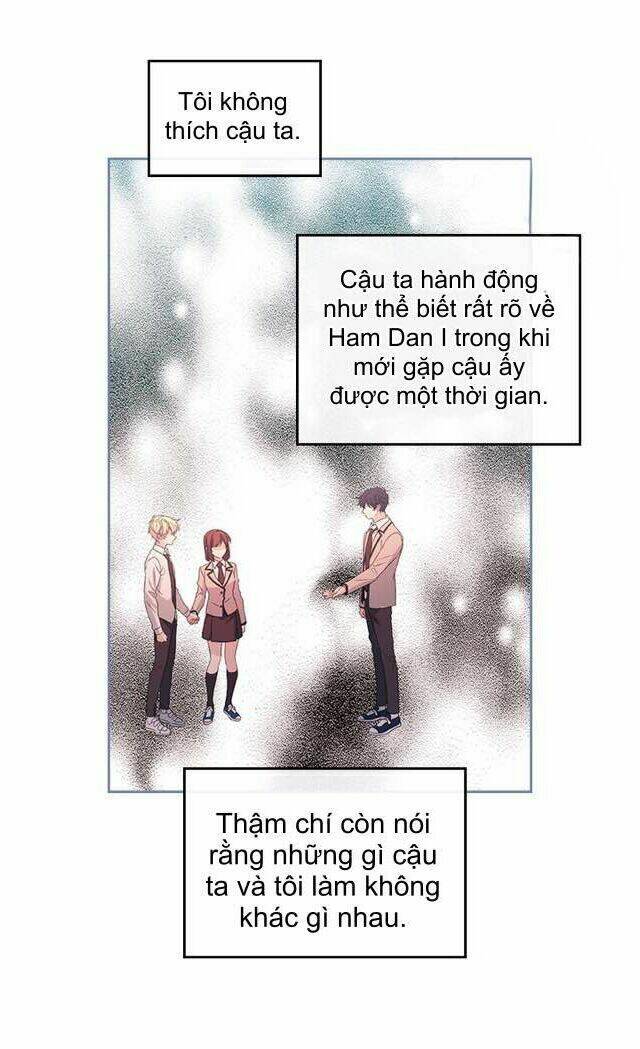 Tôi không
thích cậu ta.
Cậu ta hành động
như thể biết rất rõ về
Ham Dan I trong khi
mới gặp cậu ấy
được một thời gian.
Thậm chí còn nói
rằng những gì cậu
ta và tôi làm không
khác gì nhau.